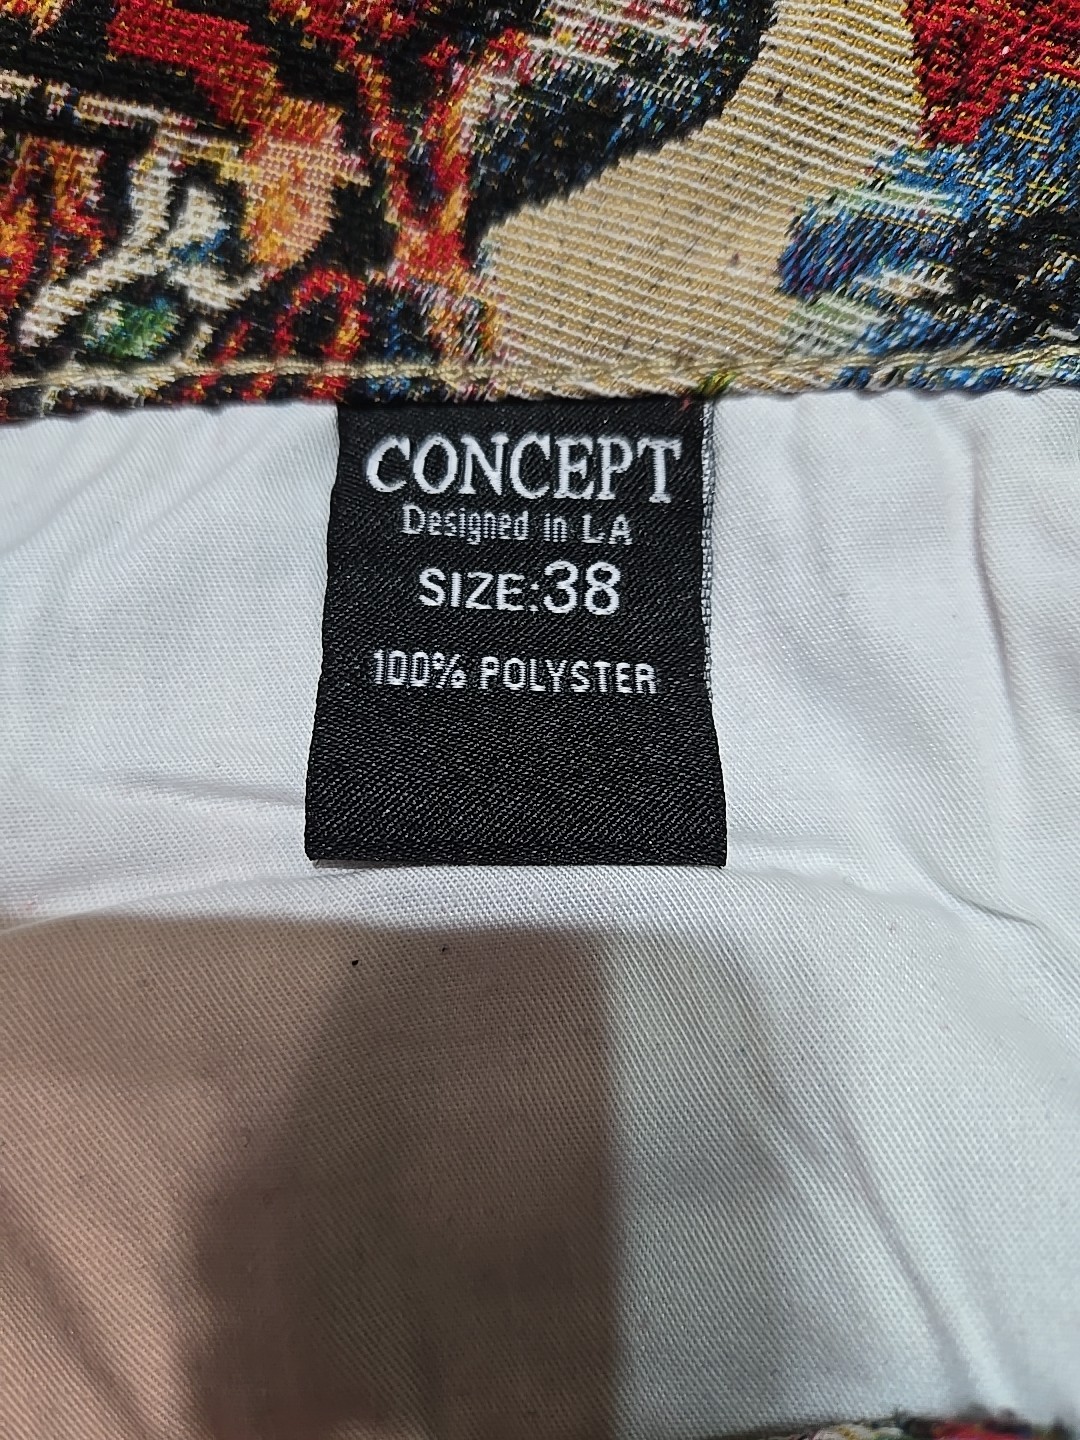 CONCEPT
Designed in LA
SIZE:38
100% POLYSTER